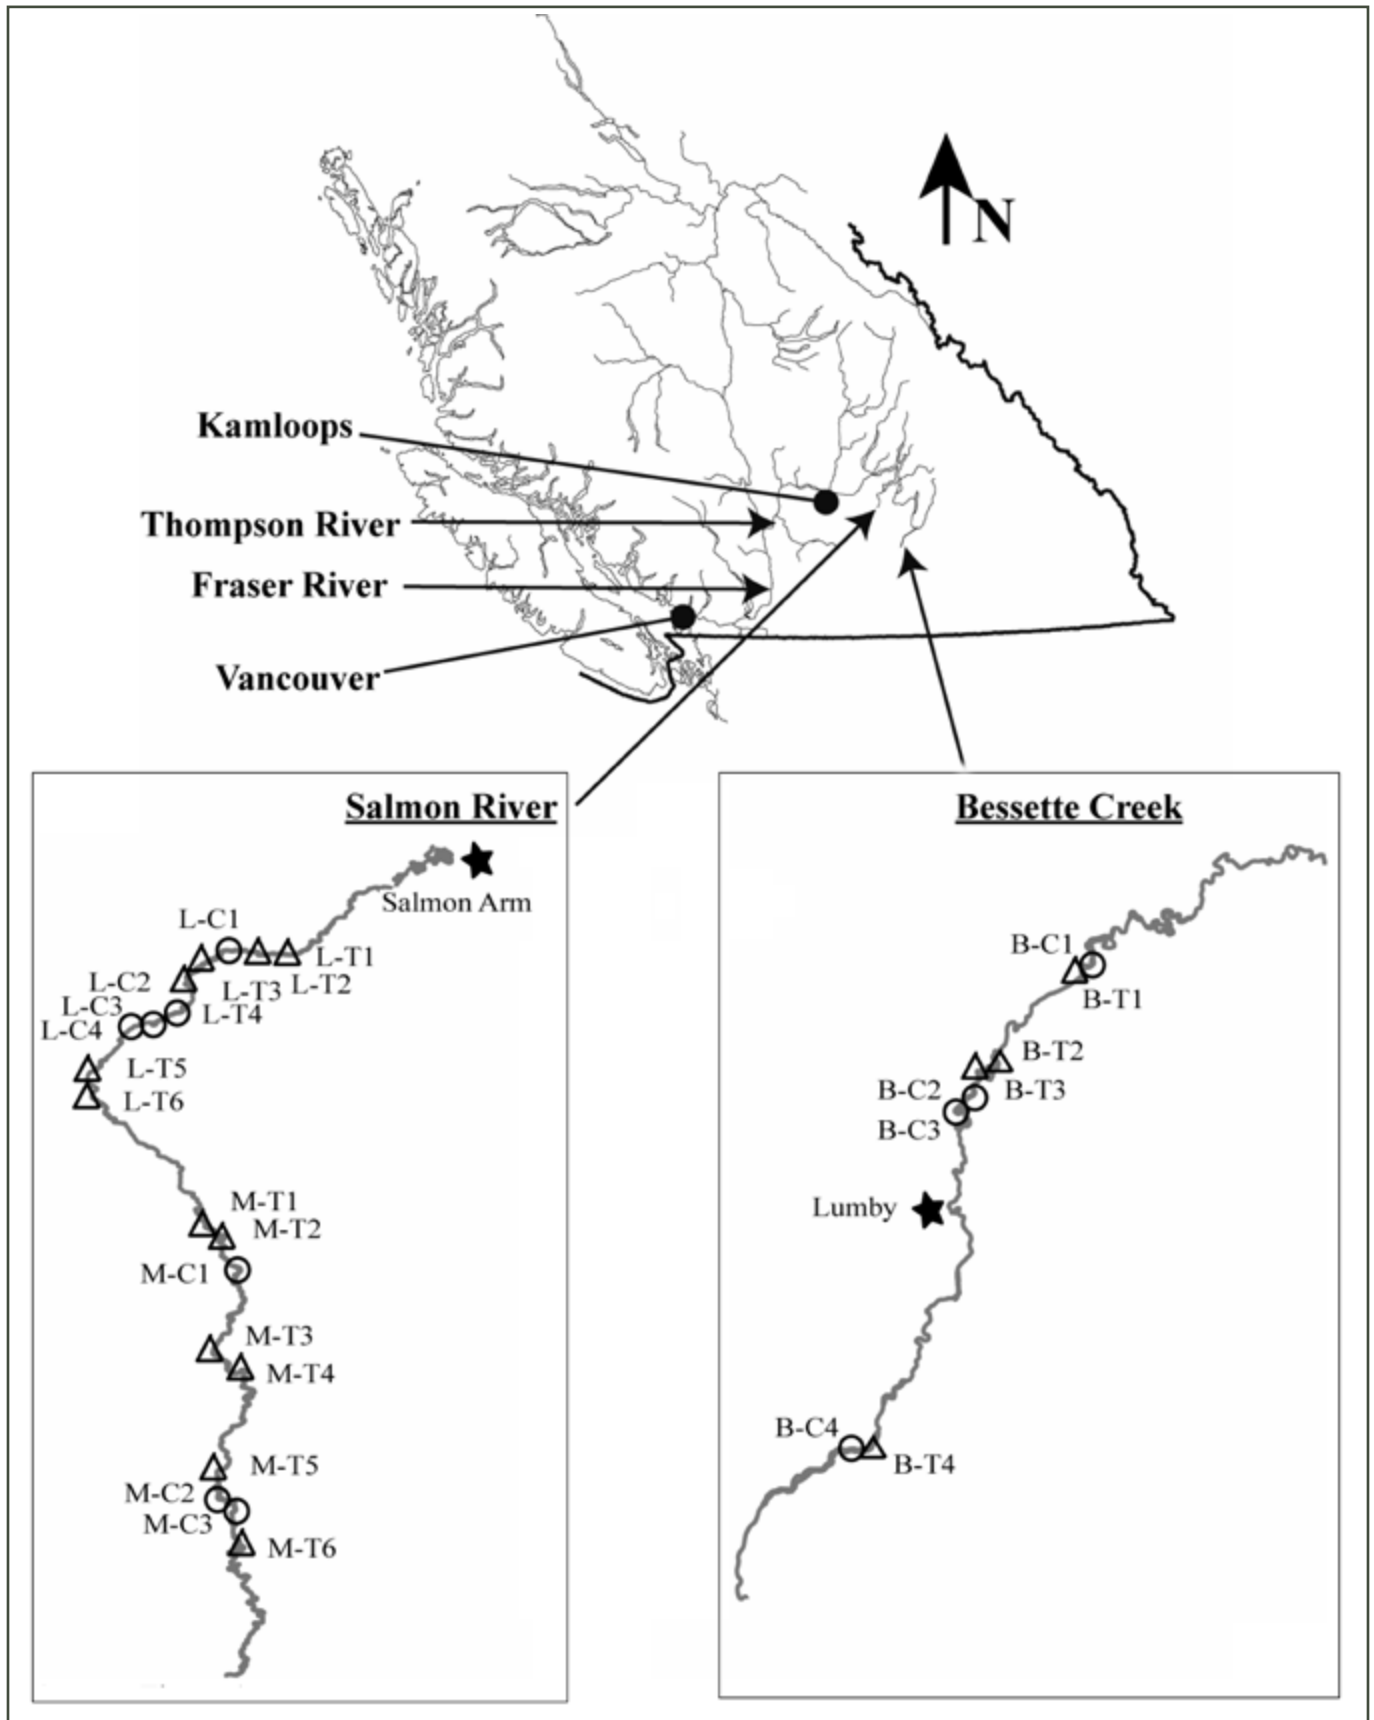 N
Kamloops
Thompson River
Fraser River
Vancouver
Salmon River
Salmon Arm
L-C1
L-T1
L-T2
L-C2
L-T3
L-C3
L-T4
L-C4
L-T5
L-T6
M-T1
M-T2
M-C1
M-T3
M-T4
M-T5
M-C2
M-C3
M-T6
Bessette Creek
B-C1
B-T1
B-T2
B-C2
B-T3
B-C3
Lumby
B-C4
B-T4